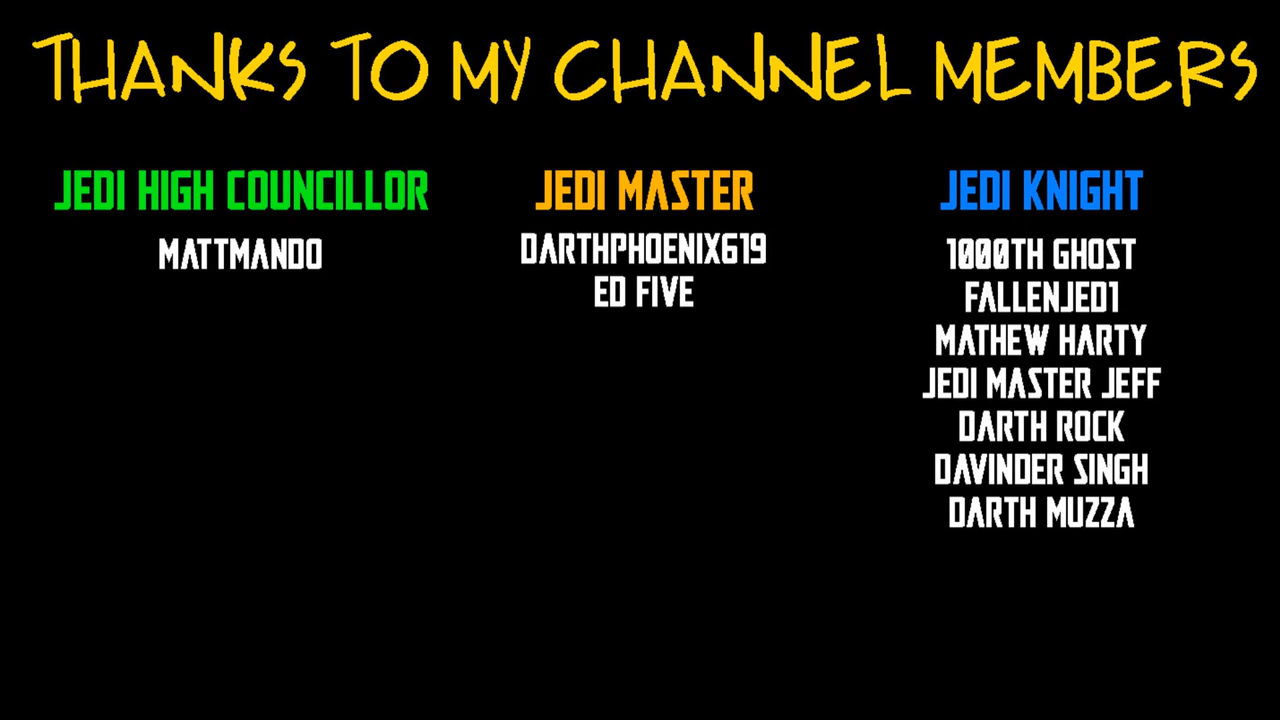 THANKS TO MY CHANNEL MEMBERS
JEDI HIGH COUNCILLOR
MATTMANDO
JEDI MASTER
DARTHPHOENIX619
ED FIVE
JEDI KNIGHT
1000TH GHOST
FALLENJED1
MATHEW HARTY
JEDI MASTER JEFF
DARTH ROCK
DAVINDER SINGH
DARTH MUZZA